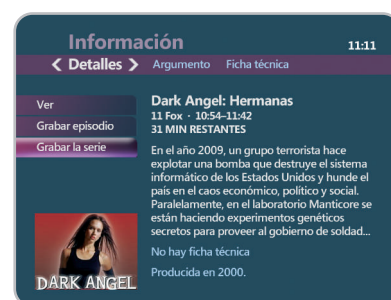 Información
11:11
Detalles Argumento Ficha técnica
Ver
Grabar episodio
Grabar la serie
Dark Angel: Hermanas
11 Fox · 10:54–11:42
31 MIN RESTANTES
En el año 2009, un grupo terrorista hace
explotar una bomba que destruye el sistema
informático de los Estados Unidos y hunde el
país en el caos económico, político y social.
Paralelamente, en el laboratorio Manticore se
están haciendo experimentos genéticos
secretos para proveer al gobierno de soldad...
No hay ficha técnica
Producida en 2000.
DARK ANGEL